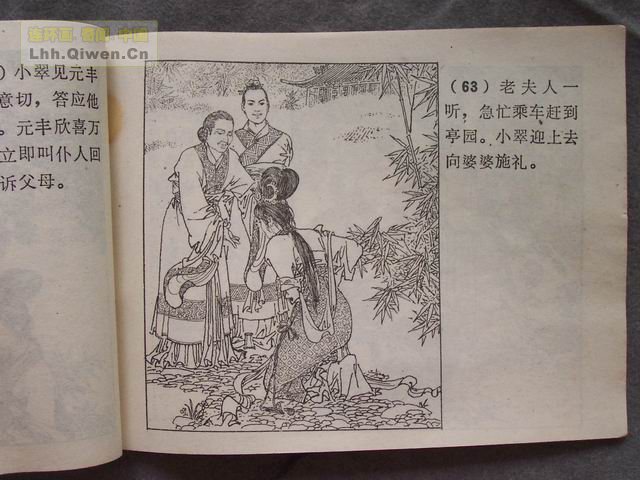 连环画 看图 中国
Lhh.Qiwen.Cn
）小翠见元丰
意切，答应他
。元丰欣喜万
立即叫仆人回
诉父母。
(63) 老夫人一
听，急忙乘车赶到
亭园。小翠迎上去
向婆婆施礼。